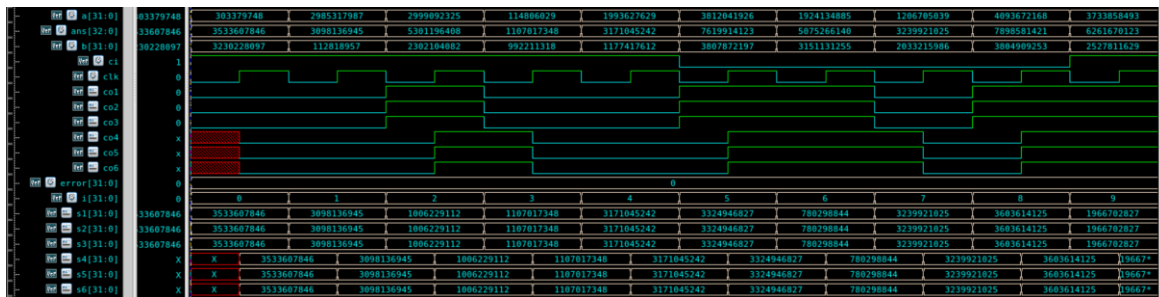 a[31:0] 303379748 303379748 2985317987 2999092325 114806029 1993627629 3812041926 1924134885 1206705039 4093672168 3733858493
ans[32:0] 533607846 3533607846 3098136945 5301196408 1107017348 3171045242 7619914123 5075266140 3239921025 7898581421 6261670123
b[31:0] 230228097 3230228097 112818957 2302104082 992211318 1177417612 3807872197 3151131255 2033215986 3804909253 2527811629
ci 1
clk 0
co1 0
co2 0
co3 0
co4 x
co5 x
co6 x
error[31:0] 0 0
i[31:0] 0 0 1 2 3 4 5 6 7 8 9
s1[31:0] 533607846 3533607846 3098136945 1006229112 1107017348 3171045242 3324946827 780298844 3239921025 3603614125 1966702827
s2[31:0] 533607846 3533607846 3098136945 1006229112 1107017348 3171045242 3324946827 780298844 3239921025 3603614125 1966702827
s3[31:0] 533607846 3533607846 3098136945 1006229112 1107017348 3171045242 3324946827 780298844 3239921025 3603614125 1966702827
s4[31:0] X X 3533607846 3098136945 1006229112 1107017348 3171045242 3324946827 780298844 3239921025 3603614125 19667*
s5[31:0] X X 3533607846 3098136945 1006229112 1107017348 3171045242 3324946827 780298844 3239921025 3603614125 19667*
s6[31:0] X X 3533607846 3098136945 1006229112 1107017348 3171045242 3324946827 780298844 3239921025 3603614125 19667*